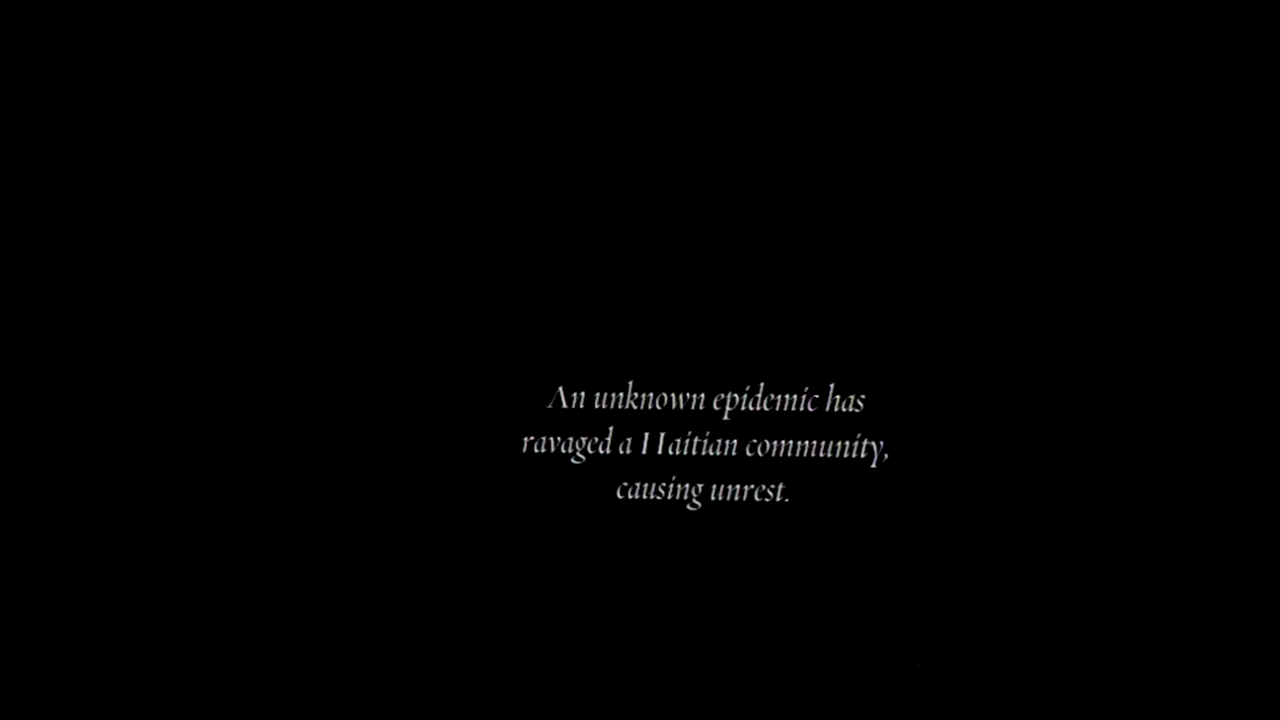 An unknown epidemic has
ravaged a Haitian community,
causing unrest.